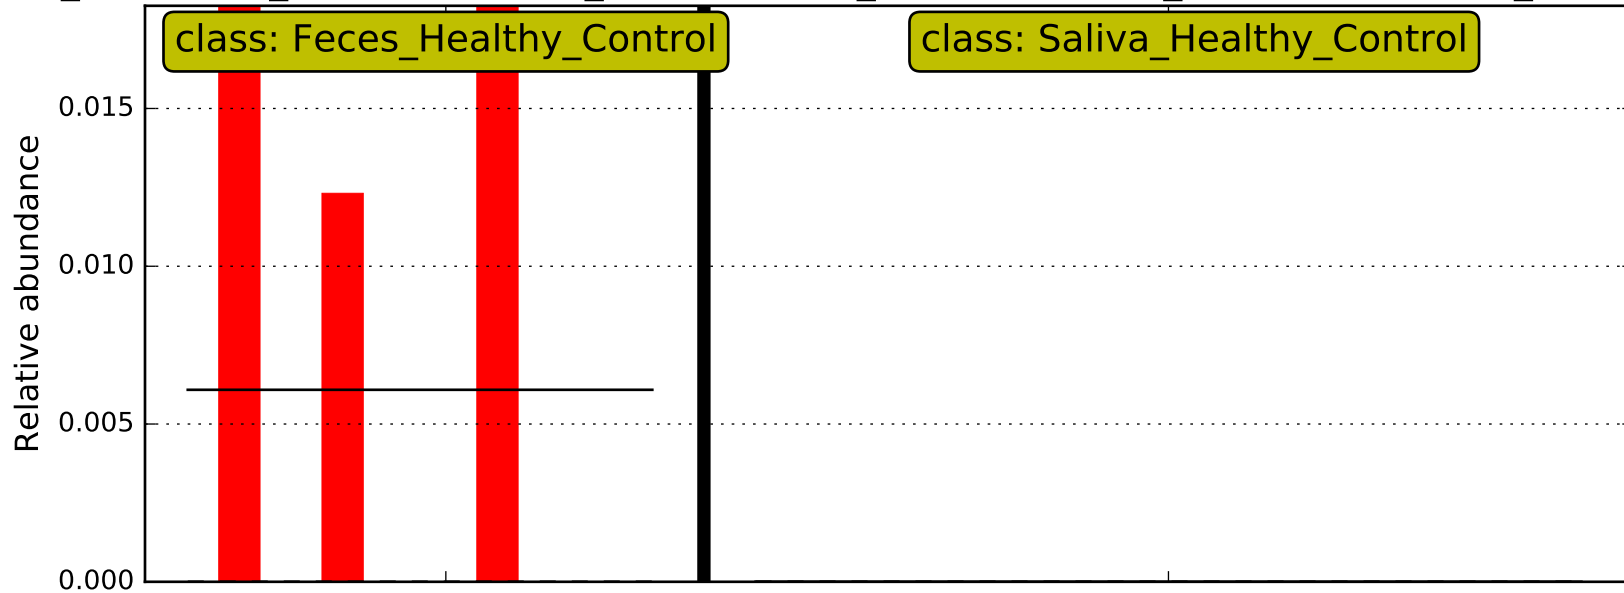 class: Feces_Healthy_Control
class: Saliva_Healthy_Control
Relative abundance
0.015
0.010
0.005
0.000